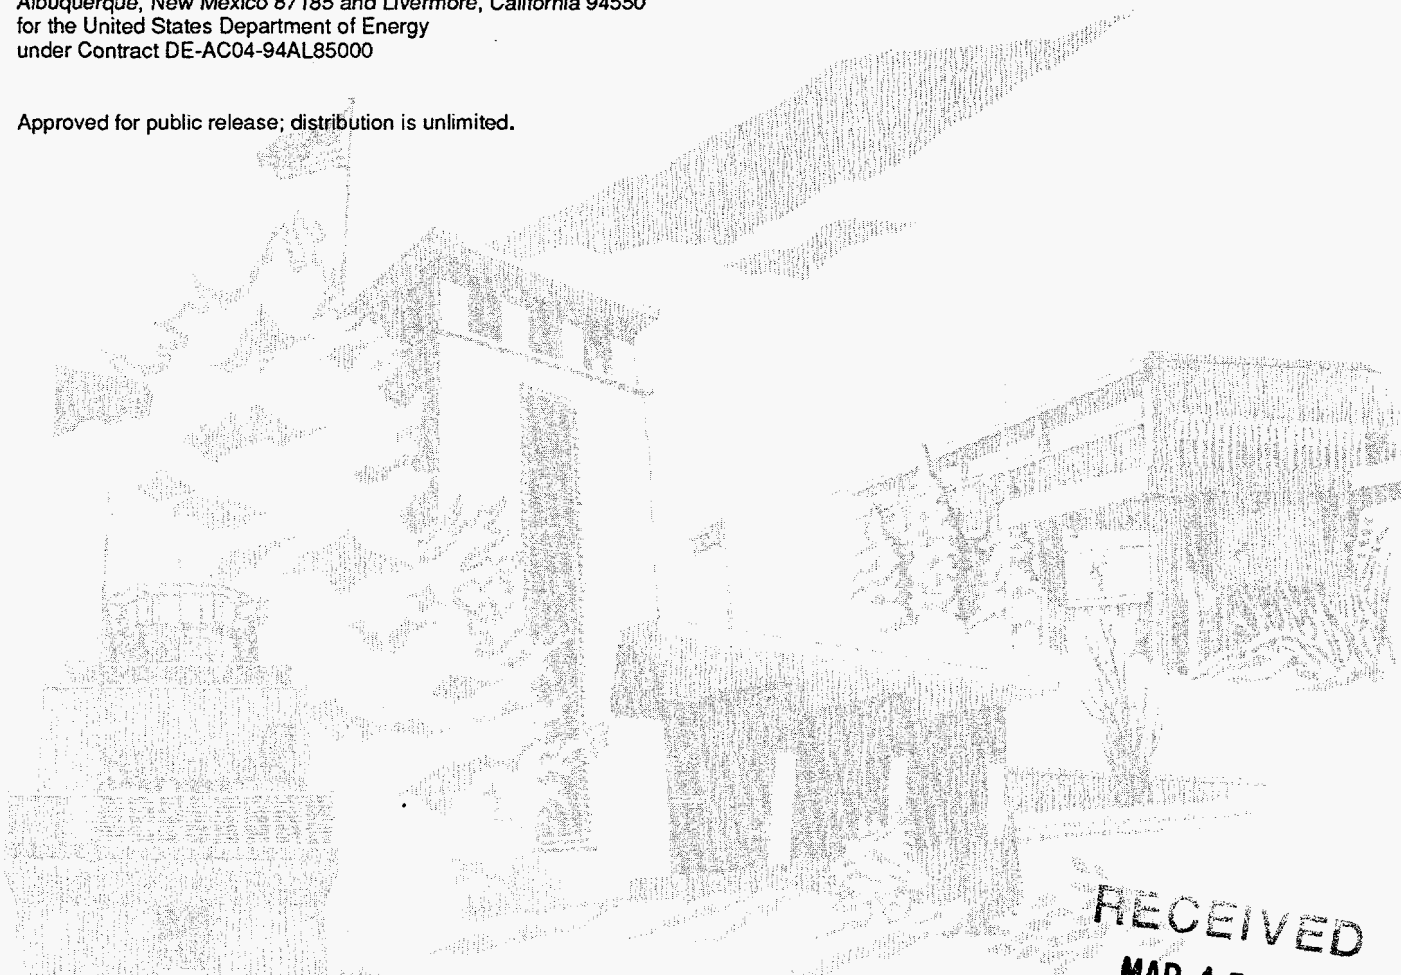 Albuquerque, New Mexico 87185 and Livermore, California 94550
for the United States Department of Energy
under Contract DE-AC04-94AL85000
Approved for public release; distribution is unlimited.
RECEIVED
MAR